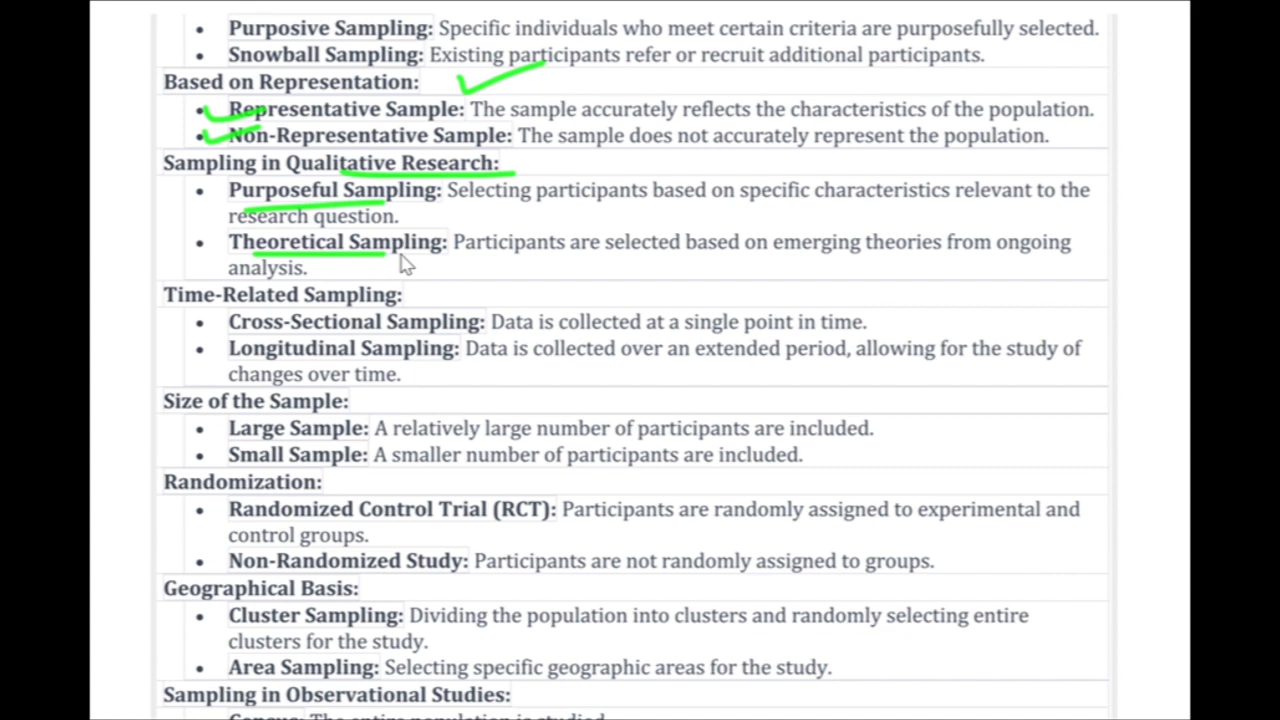 • Purposive Sampling: Specific individuals who meet certain criteria are purposefully selected.
• Snowball Sampling: Existing participants refer or recruit additional participants.
Based on Representation:
• Representative Sample: The sample accurately reflects the characteristics of the population.
• Non-Representative Sample: The sample does not accurately represent the population.
Sampling in Qualitative Research:
• Purposeful Sampling: Selecting participants based on specific characteristics relevant to the
research question.
• Theoretical Sampling: Participants are selected based on emerging theories from ongoing
analysis.
Time-Related Sampling:
• Cross-Sectional Sampling: Data is collected at a single point in time.
• Longitudinal Sampling: Data is collected over an extended period, allowing for the study of
changes over time.
Size of the Sample:
• Large Sample: A relatively large number of participants are included.
• Small Sample: A smaller number of participants are included.
Randomization:
• Randomized Control Trial (RCT): Participants are randomly assigned to experimental and
control groups.
• Non-Randomized Study: Participants are not randomly assigned to groups.
Geographical Basis:
• Cluster Sampling: Dividing the population into clusters and randomly selecting entire
clusters for the study.
• Area Sampling: Selecting specific geographic areas for the study.
Sampling in Observational Studies:
• Census: The entire population is studied